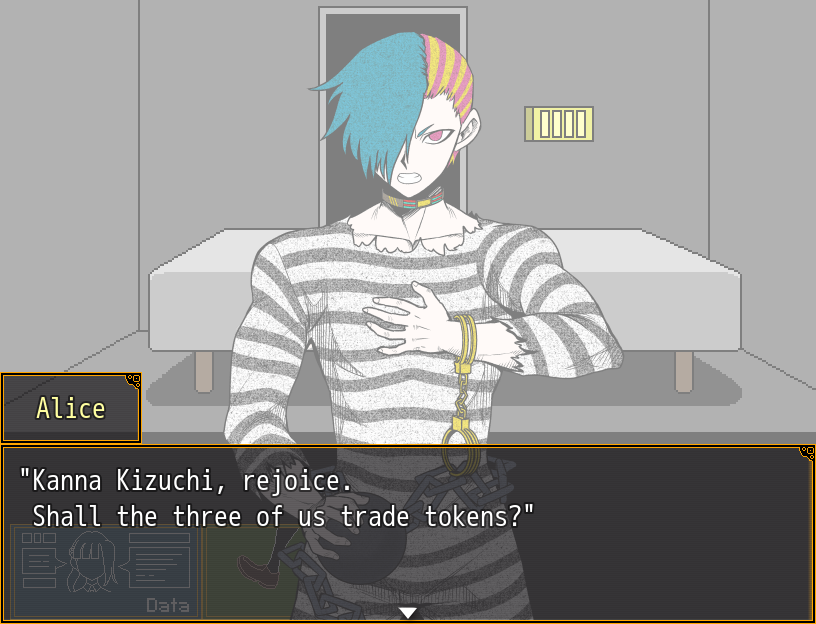 Alice
"Kanna Kizuchi, rejoice.
Shall the three of us trade tokens?"
Data